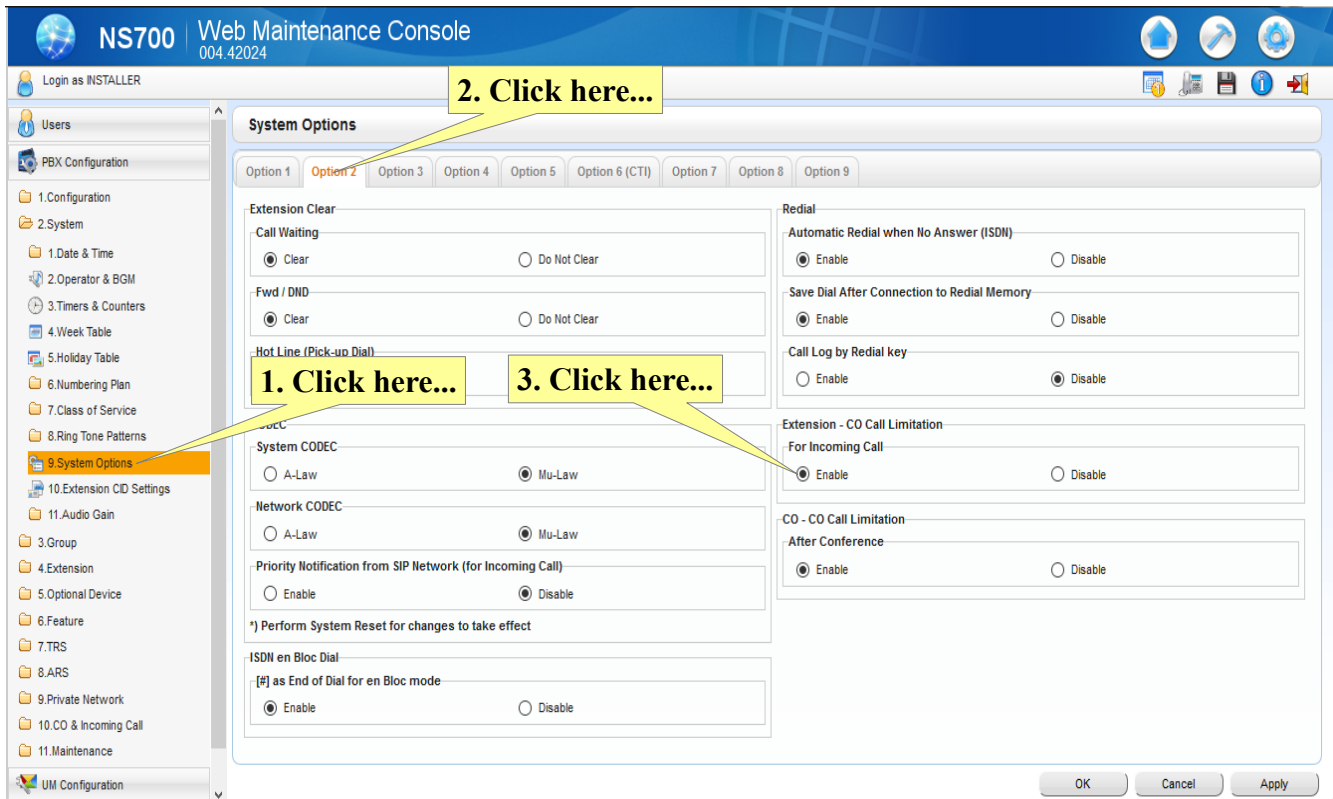 NS700
Web Maintenance Console
004.42024
Login as INSTALLER
2. Click here...
Users
PBX Configuration
1.Configuration
2.System
1.Date & Time
2.Operator & BGM
3.Timers & Counters
4.Week Table
5.Holiday Table
6.Numbering Plan
7.Class of Service
8.Ring Tone Patterns
9.System Options
10.Extension CID Settings
11.Audio Gain
3.Group
4.Extension
5.Optional Device
6.Feature
7.TRS
8.ARS
9.Private Network
10.CO & Incoming Call
11.Maintenance
UM Configuration
System Options
Option 1 Option 2 Option 3 Option 4 Option 5 Option 6 (CTI) Option 7 Option 8 Option 9
Extension Clear
Call Waiting
Clear Do Not Clear
Fwd / DND
Clear Do Not Clear
Hot Line (Pick-up Dial)
1. Click here...
3. Click here...
System CODEC
A-Law Mu-Law
Network CODEC
A-Law Mu-Law
Priority Notification from SIP Network (for Incoming Call)
Enable Disable
*) Perform System Reset for changes to take effect
ISDN en Bloc Dial
[#] as End of Dial for en Bloc mode
Enable Disable
Redial
Automatic Redial when No Answer (ISDN)
Enable Disable
Save Dial After Connection to Redial Memory
Enable Disable
Call Log by Redial key
Enable Disable
Extension - CO Call Limitation
For Incoming Call
Enable Disable
CO - CO Call Limitation
After Conference
Enable Disable
OK Cancel Apply